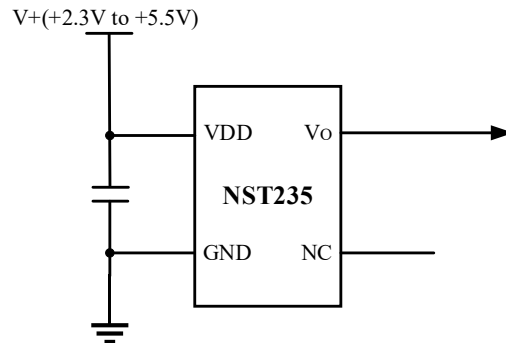 V+(+2.3V to +5.5V)
VDD Vo
NST235
GND NC